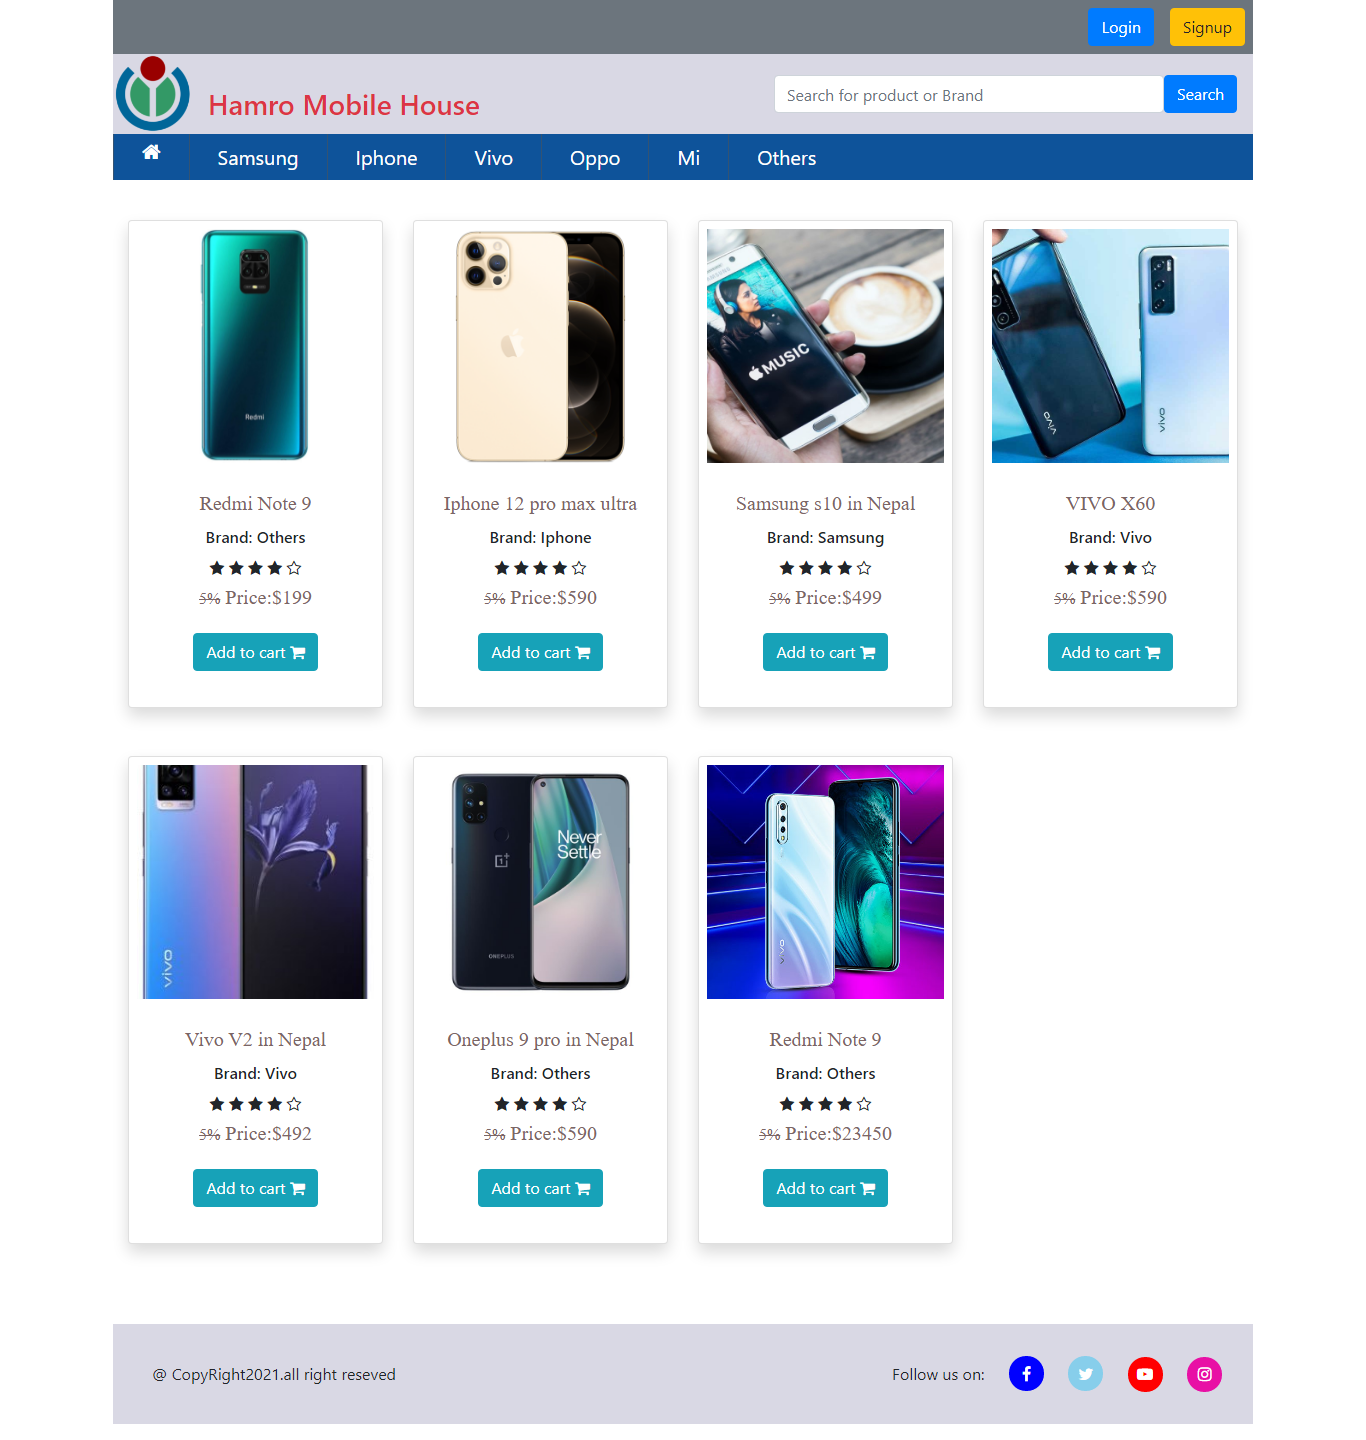 Login Signup
Hamro Mobile House
Search for product or Brand Search
Samsung Iphone Vivo Oppo Mi Others
Redmi
SAMSUNG
MUSIC
vivo
vivo
Redmi Note 9
Brand: Others
5% Price:$199
Add to cart
Iphone 12 pro max ultra
Brand: Iphone
5% Price:$590
Add to cart
Samsung s10 in Nepal
Brand: Samsung
5% Price:$499
Add to cart
VIVO X60
Brand: Vivo
5% Price:$590
Add to cart
vivo
Never
Settle
ONEPLUS
vivo
Vivo V2 in Nepal
Brand: Vivo
5% Price:$492
Add to cart
Oneplus 9 pro in Nepal
Brand: Others
5% Price:$590
Add to cart
Redmi Note 9
Brand: Others
5% Price:$23450
Add to cart
@ CopyRight2021.all right reseved
Follow us on: